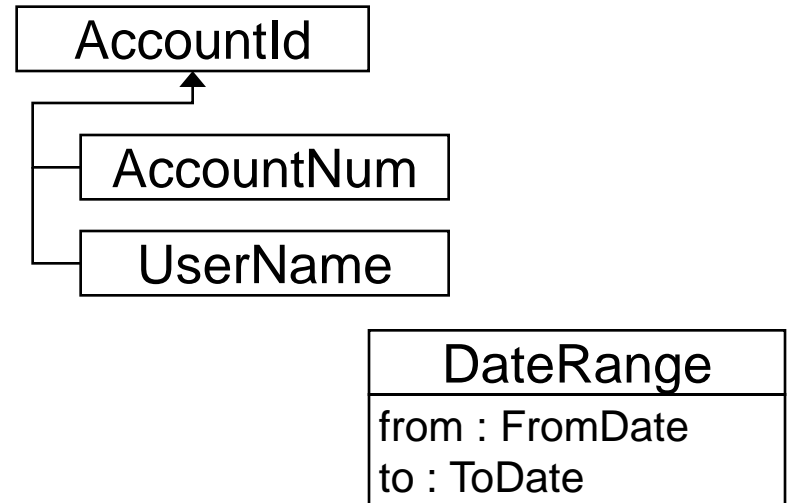 AccountId
AccountNum
UserName
DateRange
from : FromDate
to : ToDate